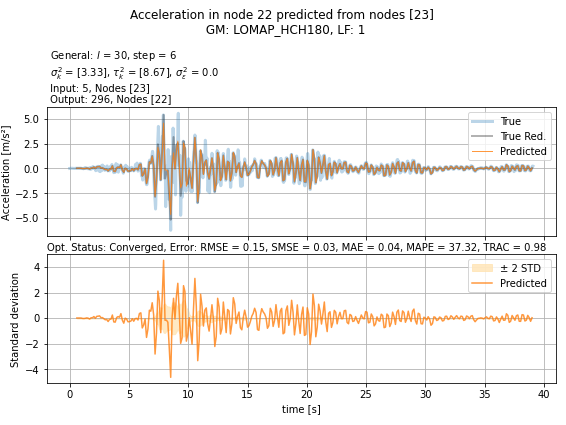 Acceleration in node 22 predicted from nodes [23]
GM: LOMAP_HCH180, LF: 1
General: l = 30, step = 6
σ²ₖ = [3.33], τ²ₖ = [8.67], σ²ε = 0.0
Input: 5, Nodes [23]
Output: 296, Nodes [22]
Acceleration [m/s²]
5.0
2.5
0.0
−2.5
−5.0
True
True Red.
Predicted
Opt. Status: Converged, Error: RMSE = 0.15, SMSE = 0.03, MAE = 0.04, MAPE = 37.32, TRAC = 0.98
Standard deviation
4
2
0
−2
−4
± 2 STD
Predicted
0 5 10 15 20 25 30 35 40
time [s]